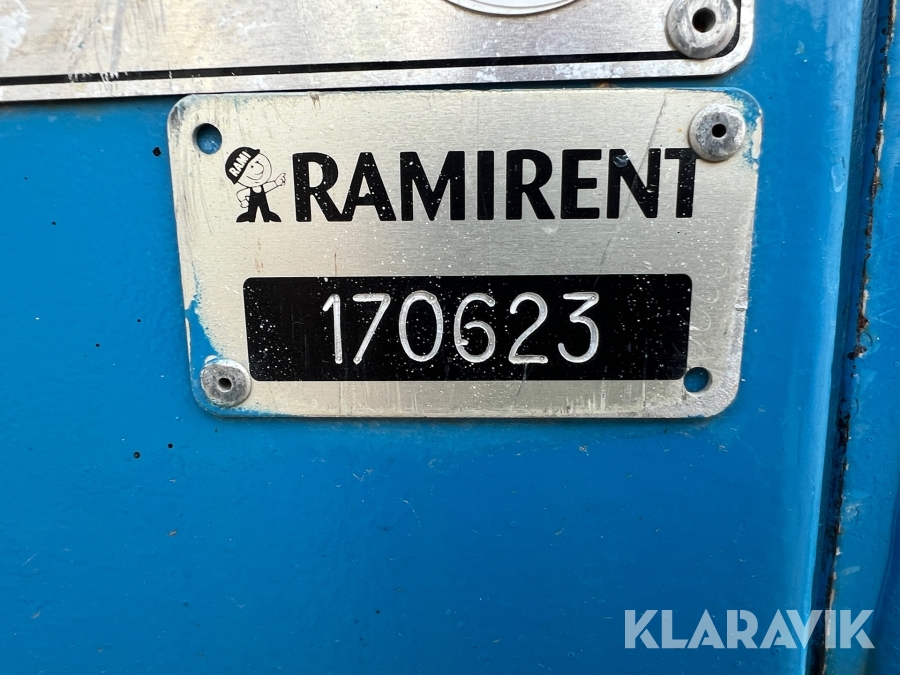 RAMI
RAMIRENT
170623
KLARAVIK